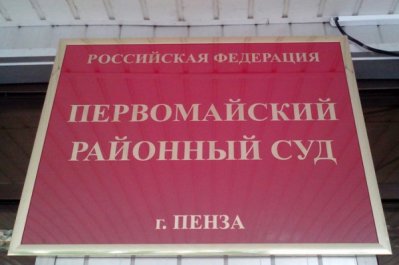 РОССИЙСКАЯ ФЕДЕРАЦИЯ
ПЕРВОМАЙСКИЙ
РАЙОННЫЙ СУД
г. ПЕНЗА